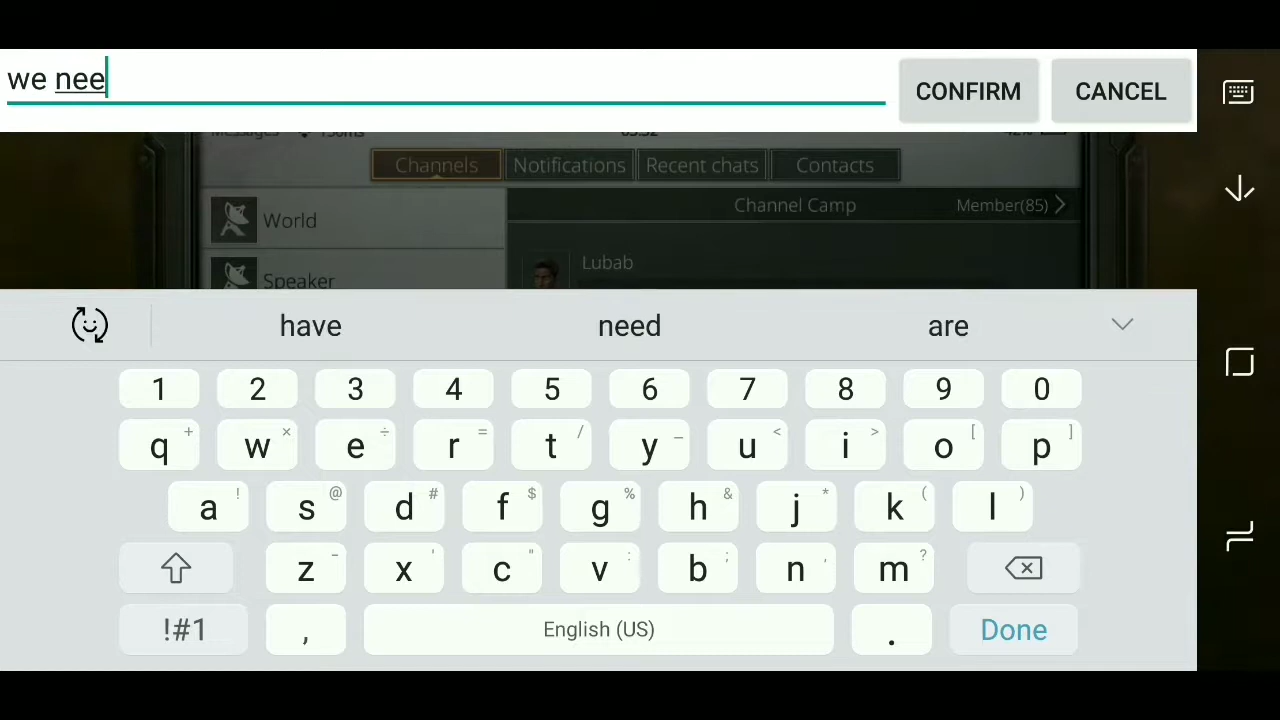 we nee
CONFIRM
CANCEL
Channels
Notifications
Recent chats
Contacts
World
Channel Camp
Member(85)
Speaker
Lubab
have
need
are
1 2 3 4 5 6 7 8 9 0
q + w × e ÷ r = t / y _ u < i > o [ p ]
a ! s @ d # f $ g % h & j * k ( l )
z - x ' c " v : b ; n , m ?
!#1 , English (US) . Done